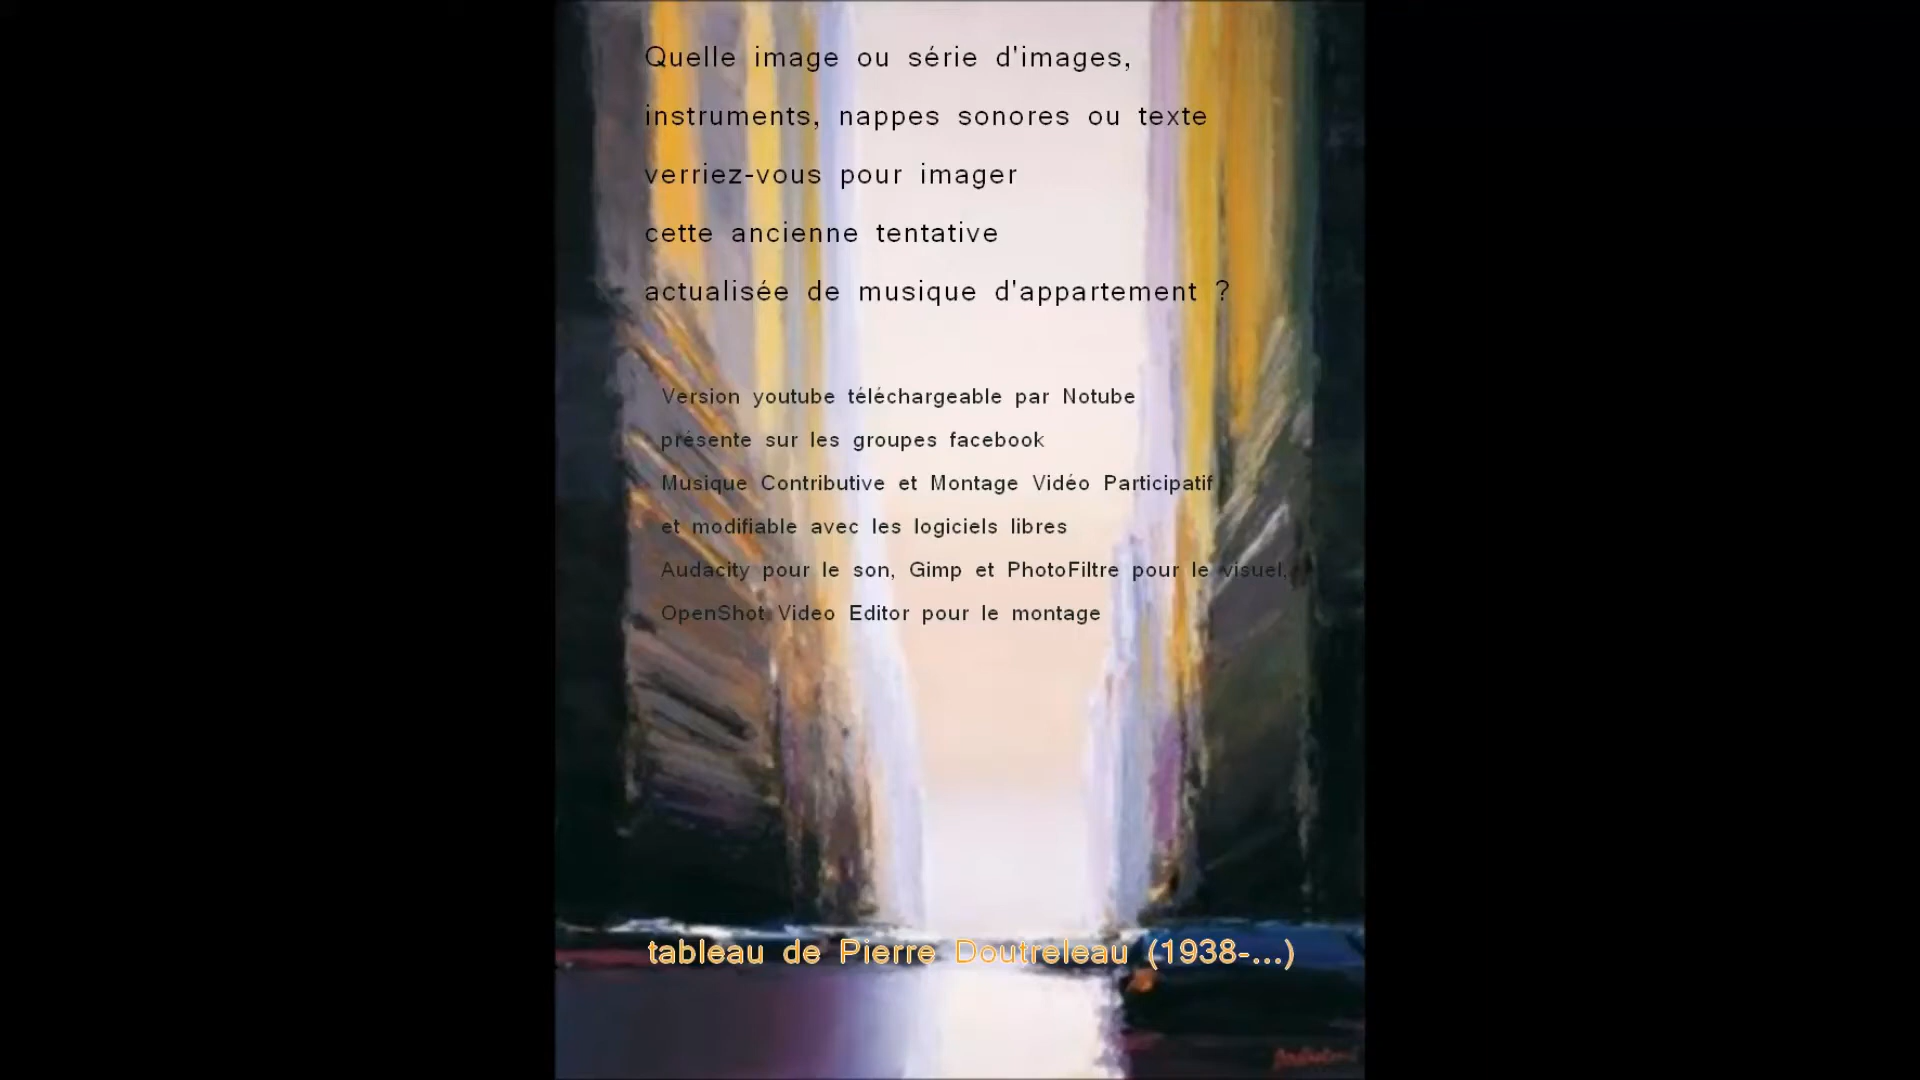 Quelle image ou série d'images,
instruments, nappes sonores ou texte
verriez-vous pour imager
cette ancienne tentative
actualisée de musique d'appartement ?
Version youtube téléchargeable par Notube
présente sur les groupes facebook
Musique Contributive et Montage Vidéo Participatif
et modifiable avec les logiciels libres
Audacity pour le son, Gimp et PhotoFiltre pour le visuel,
OpenShot Video Editor pour le montage
tableau de Pierre Doutreleau (1938-...)